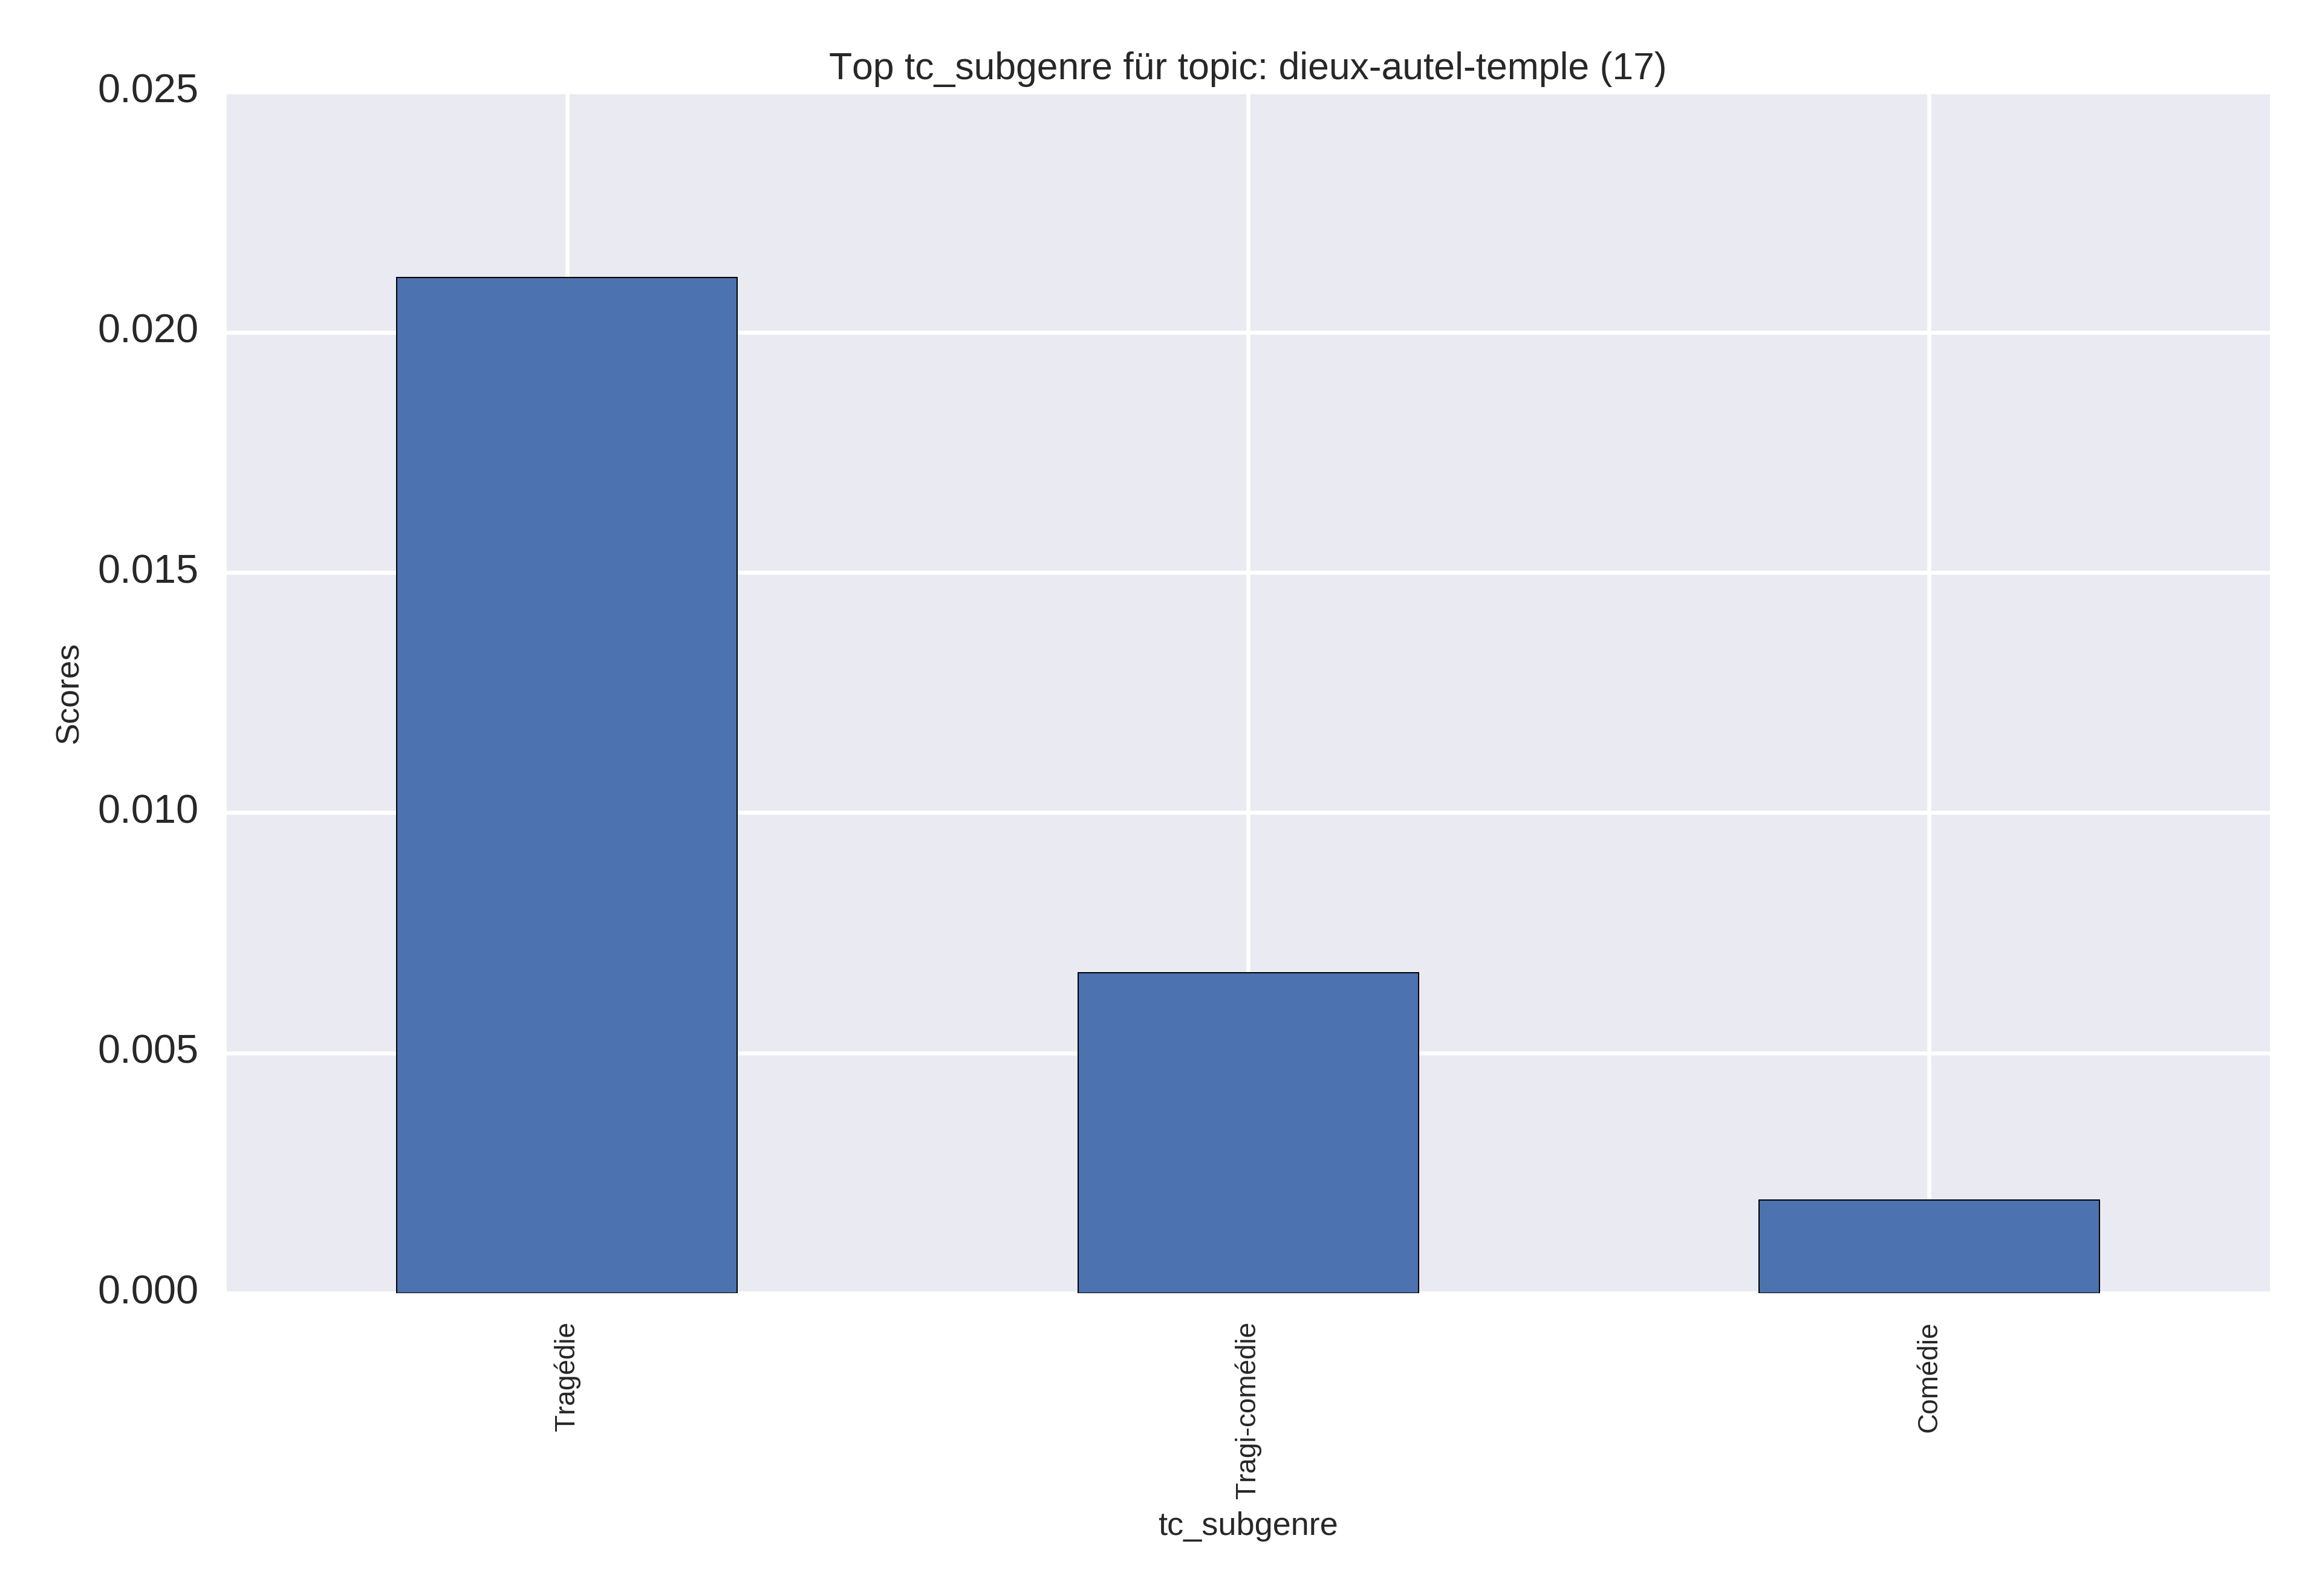 Top tc_subgenre für topic: dieux-autel-temple (17)
0.025
0.020
0.015
0.010
0.005
0.000
Scores
Tragédie
Tragi-comédie
Comédie
tc_subgenre